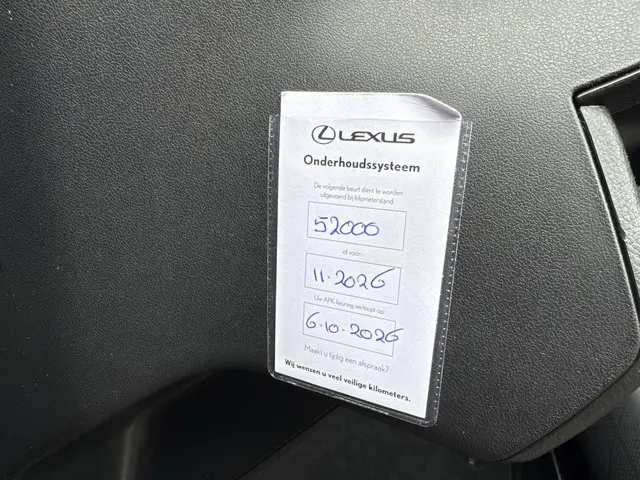 LEXUS
Onderhoudssysteem
De volgende beurt dient te worden
uitgevoerd bij kilometerstand
52000
of voor:
11-2026
Uw APK-keuring verloopt op:
6-10-2026
Maakt u tijdig een afspraak?
Wij wensen u veel veilige kilometers.